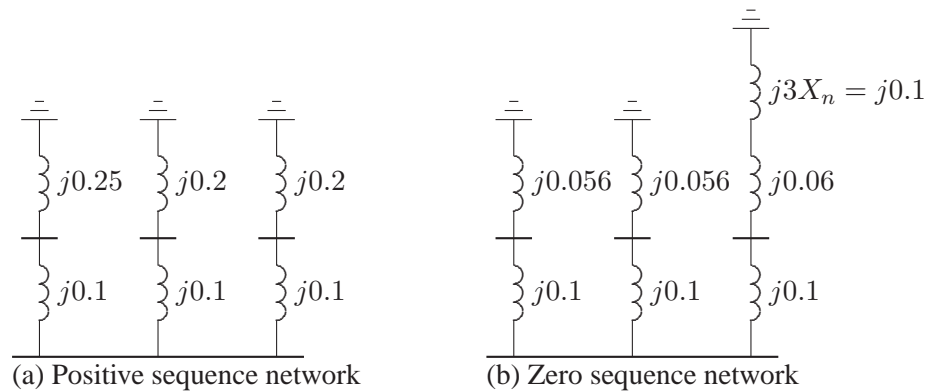 j3Xₙ = j0.1
j0.25 j0.2 j0.2 j0.056 j0.056 j0.06
j0.1 j0.1 j0.1 j0.1 j0.1 j0.1
(a) Positive sequence network (b) Zero sequence network